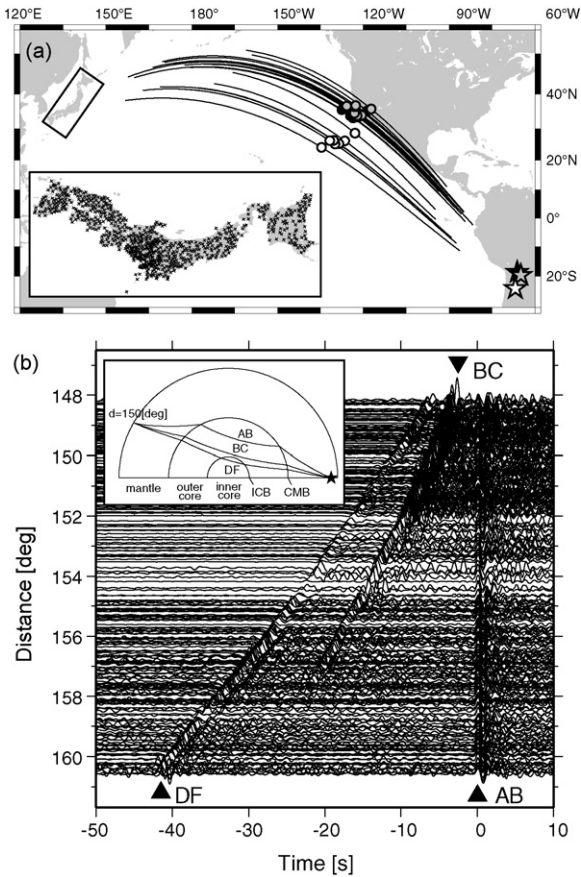 120°E 150°E 180° 150°W 120°W 90°W 60°W
(a)
40°N
20°N
0°
20°S
(b)
BC
148
150
152
154
156
158
160
Distance [deg]
d=150[deg]
AB
BC
DF
mantle outer core inner core ICB CMB
DF AB
-50 -40 -30 -20 -10 0 10
Time [s]